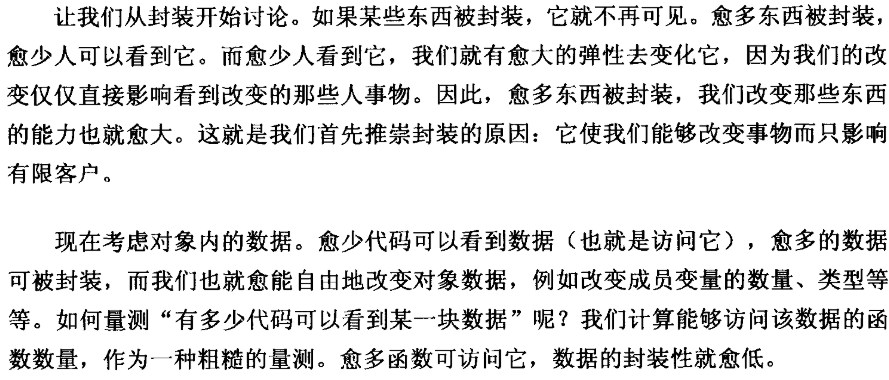 让我们从封装开始讨论。如果某些东西被封装，它就不再可见。愈多东西被封装，
愈少人可以看到它。而愈少人看到它，我们就有愈大的弹性去变化它，因为我们的改
变仅仅直接影响看到改变的那些人事物。因此，愈多东西被封装，我们改变那些东西
的能力也就愈大。这就是我们首先推崇封装的原因：它使我们能够改变事物而只影响
有限客户。
现在考虑对象内的数据。愈少代码可以看到数据（也就是访问它），愈多的数据
可被封装，而我们也就愈能自由地改变对象数据，例如改变成员变量的数量、类型等
等。如何量测“有多少代码可以看到某一块数据”呢？我们计算能够访问该数据的函
数数量，作为一种粗糙的量测。愈多函数可访问它，数据的封装性就愈低。